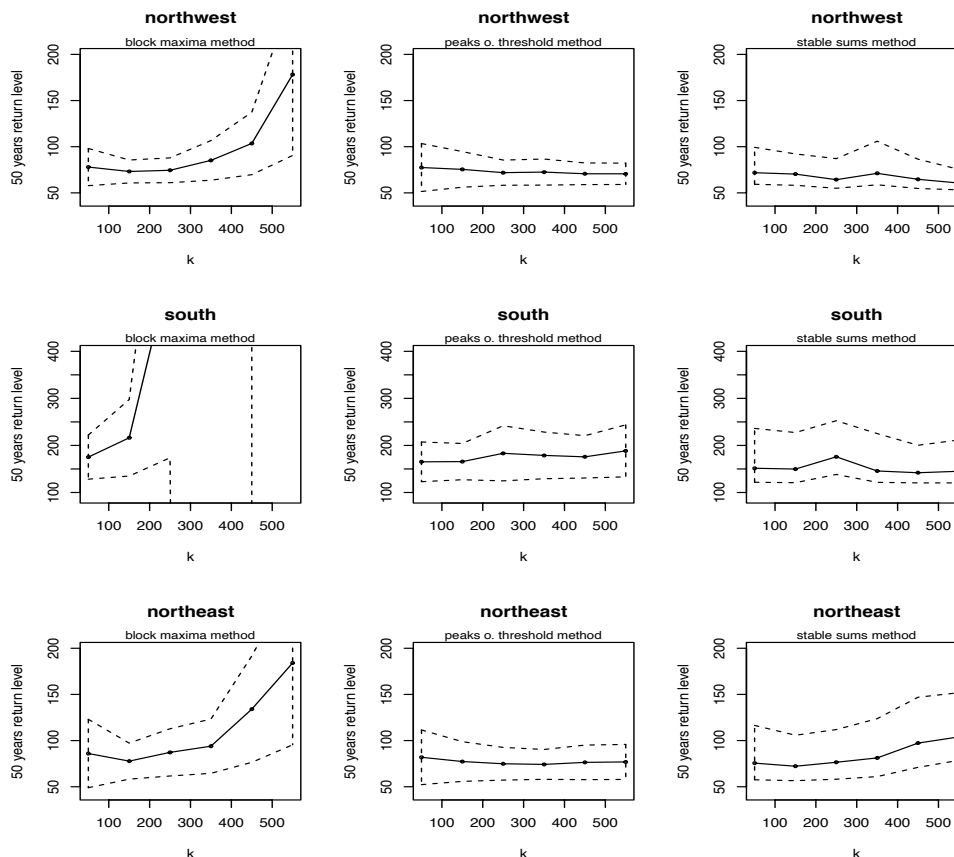 northwest
block maxima method
50 years return level
200
150
100
50
100 200 300 400 500
k
northwest
peaks o. threshold method
50 years return level
200
150
100
50
100 200 300 400 500
k
northwest
stable sums method
50 years return level
200
150
100
50
100 200 300 400 500
k
south
block maxima method
50 years return level
400
300
200
100
100 200 300 400 500
k
south
peaks o. threshold method
50 years return level
400
300
200
100
100 200 300 400 500
k
south
stable sums method
50 years return level
400
300
200
100
100 200 300 400 500
k
northeast
block maxima method
50 years return level
200
150
100
50
100 200 300 400 500
k
northeast
peaks o. threshold method
50 years return level
200
150
100
50
100 200 300 400 500
k
northeast
stable sums method
50 years return level
200
150
100
50
100 200 300 400 500
k